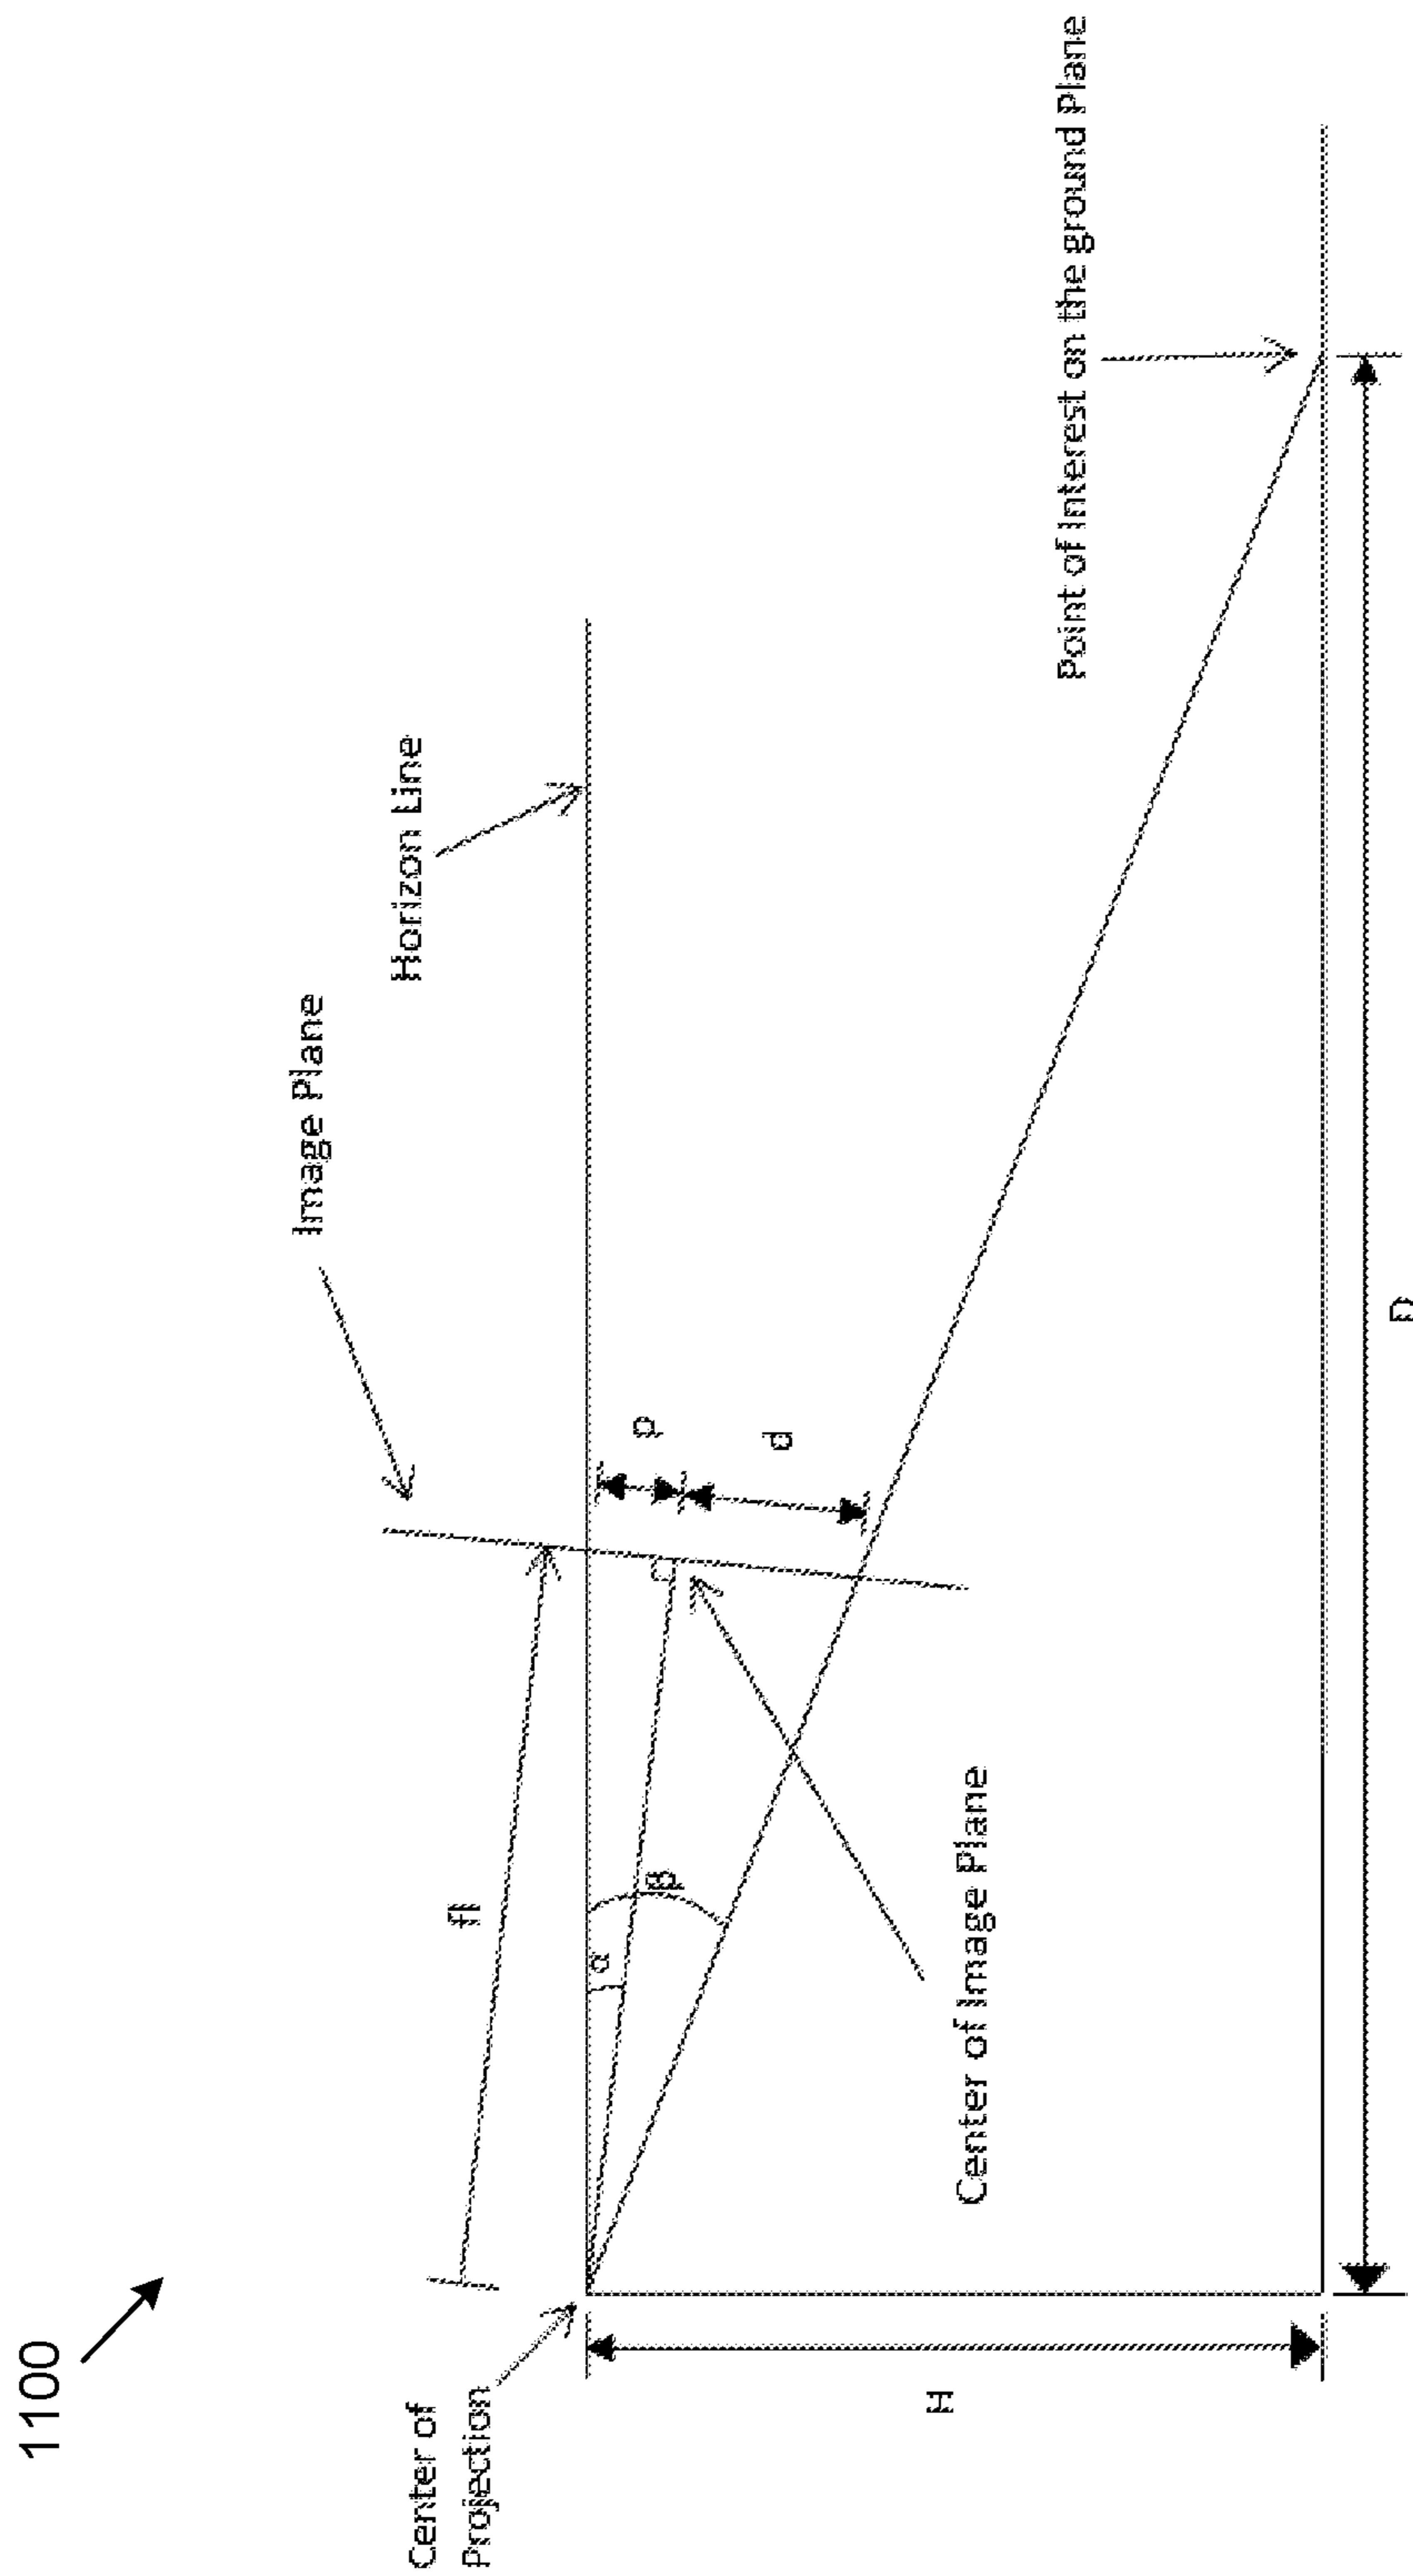 1100
Image Plane
Horizon Line
Center of
Projection
fl
α
β
p
d
Center of Image Plane
Point of Interest on the ground Plane
H
D